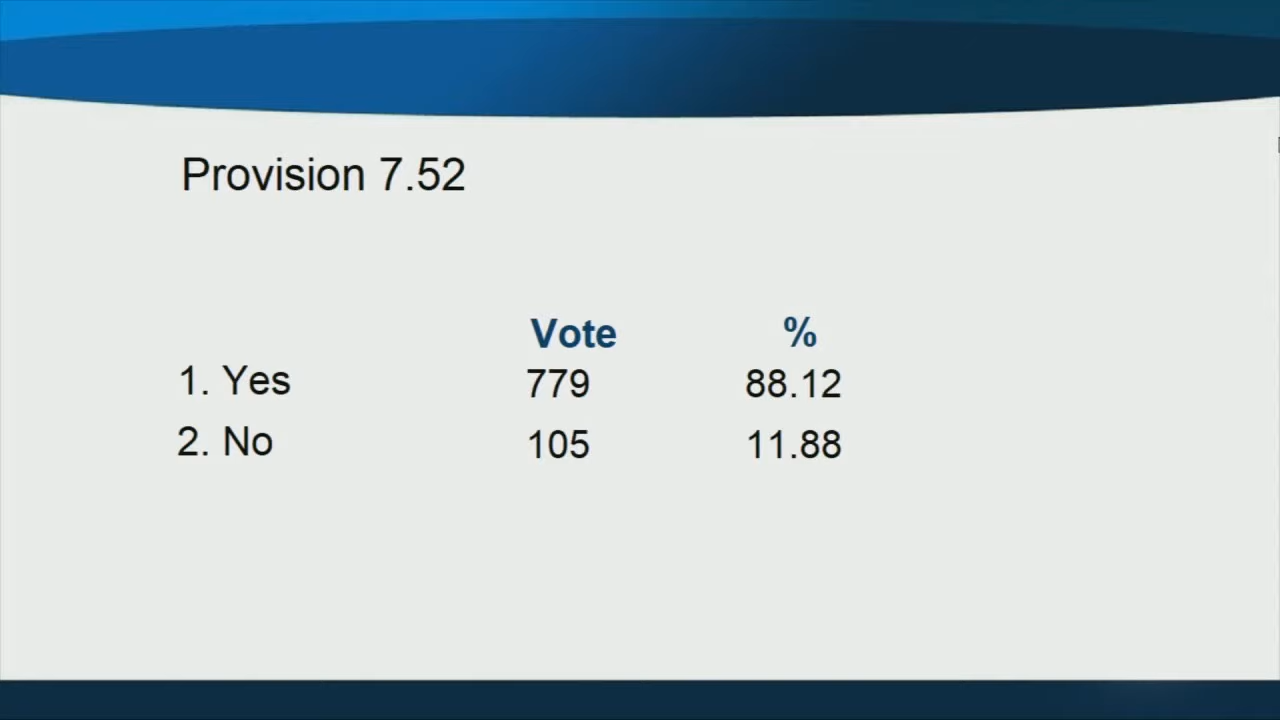 Provision 7.52
Vote %
1. Yes 779 88.12
2. No 105 11.88